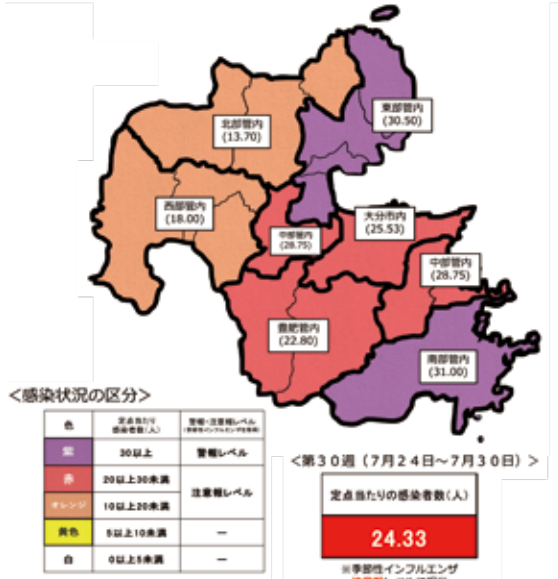 東部管内
(30.50)
北部管内
(13.70)
西部管内
(18.00)
大分市内
(25.53)
中部管内
(28.75)
中部管内
(28.75)
豊肥管内
(22.80)
南部管内
(31.00)
<感染状況の区分>
色
定点当たり
感染者数(人)
警報・注意報レベル
紫
30以上
警報レベル
赤
20以上30未満
注意報レベル
オレンジ
10以上20未満
黄色
5以上10未満
—
白
0以上5未満
—
<第30週(7月24日~7月30日)>
定点当たりの感染者数(人)
24.33
※季節性インフルエンザ